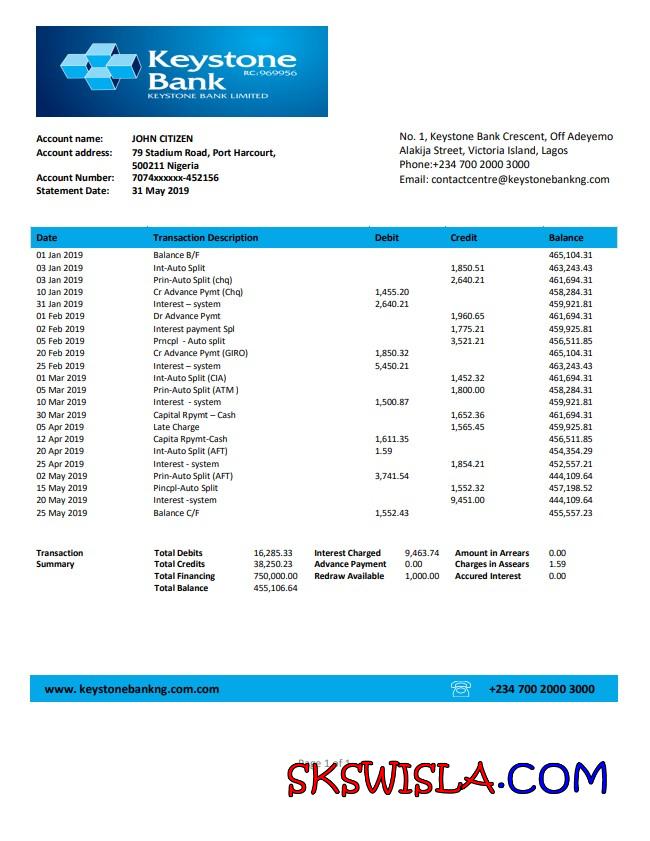 Keystone
Bank
RC: 969956
KEYSTONE BANK LIMITED
Account name: JOHN CITIZEN
Account address: 79 Stadium Road, Port Harcourt,
500211 Nigeria
Account Number: 7074xxxxxx-452156
Statement Date: 31 May 2019
No. 1, Keystone Bank Crescent, Off Adeyemo
Alakija Street, Victoria Island, Lagos
Phone:+234 700 2000 3000
Email: contactcentre@keystonebankng.com
Date Transaction Description Debit Credit Balance
01 Jan 2019 Balance B/F 465,104.31
03 Jan 2019 Int-Auto Split 1,850.51 463,243.43
03 Jan 2019 Prin-Auto Split (chq) 2,640.21 461,694.31
10 Jan 2019 Cr Advance Pymt (Chq) 1,455.20 458,284.31
31 Jan 2019 Interest – system 2,640.21 459,921.81
01 Feb 2019 Dr Advance Pymt 1,960.65 461,694.31
02 Feb 2019 Interest payment Spl 1,775.21 459,925.81
05 Feb 2019 Prncpl - Auto split 3,521.21 456,511.85
20 Feb 2019 Cr Advance Pymt (GIRO) 1,850.32 465,104.31
25 Feb 2019 Interest – system 5,450.21 463,243.43
01 Mar 2019 Int-Auto Split (CIA) 1,452.32 461,694.31
05 Mar 2019 Prin-Auto Split (ATM ) 1,800.00 458,284.31
10 Mar 2019 Interest - system 1,500.87 459,921.81
30 Mar 2019 Capital Rpymt – Cash 1,652.36 461,694.31
05 Apr 2019 Late Charge 1,565.45 459,925.81
12 Apr 2019 Capita Rpymt-Cash 1,611.35 456,511.85
20 Apr 2019 Int-Auto Split (AFT) 1.59 454,354.29
25 Apr 2019 Interest - system 1,854.21 452,557.21
02 May 2019 Prin-Auto Split (AFT) 3,741.54 444,109.64
15 May 2019 Pincpl-Auto Split 1,552.32 457,198.52
20 May 2019 Interest -system 9,451.00 444,109.64
25 May 2019 Balance C/F 1,552.43 455,557.23
Transaction Total Debits 16,285.33 Interest Charged 9,463.74 Amount in Arrears 0.00
Summary Total Credits 38,250.23 Advance Payment 0.00 Charges in Assears 1.59
Total Financing 750,000.00 Redraw Available 1,000.00 Accured Interest 0.00
Total Balance 455,106.64
www. keystonebankng.com.com +234 700 2000 3000
Page 1 of 1
SKSWISLA.COM